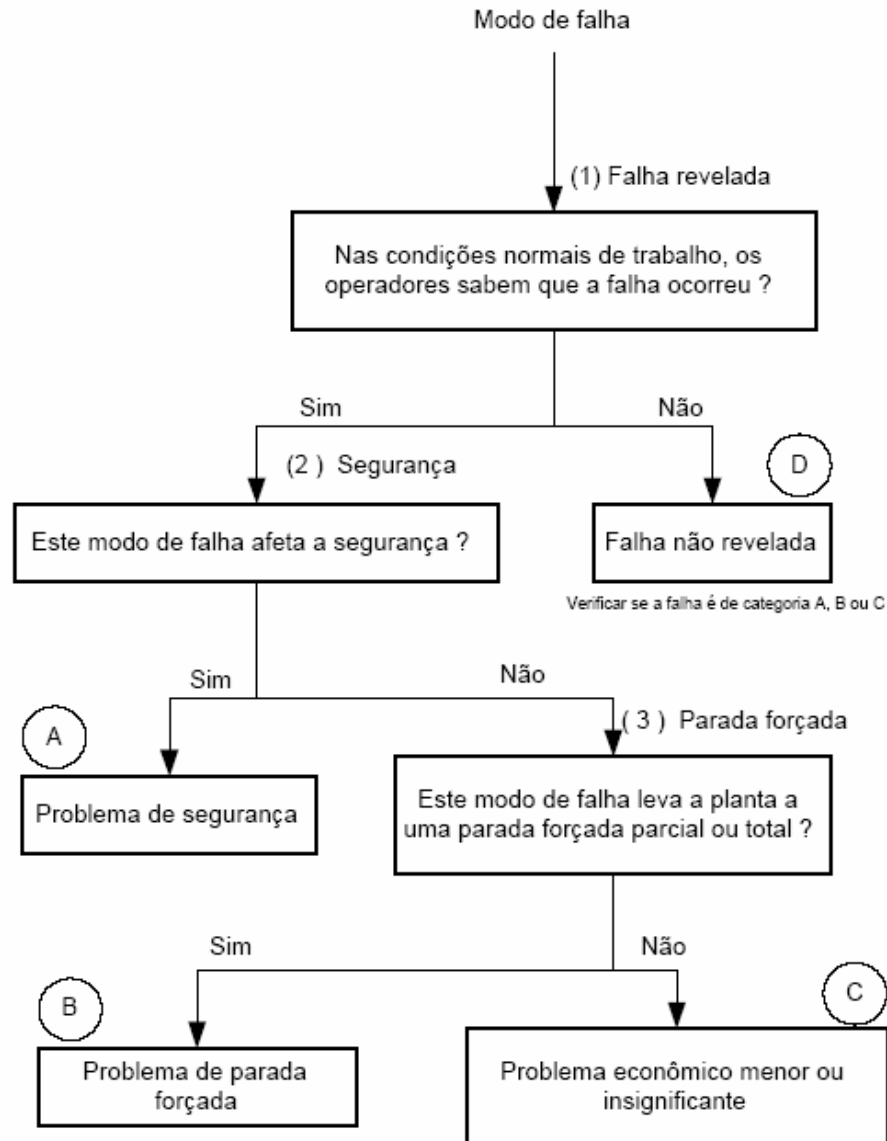 Modo de falha
(1) Falha revelada
Nas condições normais de trabalho, os
operadores sabem que a falha ocorreu ?
Sim
Não
(2 ) Segurança
D
Este modo de falha afeta a segurança ?
Falha não revelada
Verificar se a falha é de categoria A, B ou C
Sim
Não
A
( 3 ) Parada forçada
Problema de segurança
Este modo de falha leva a planta a
uma parada forçada parcial ou total ?
Sim
Não
B
C
Problema de parada
forçada
Problema econômico menor ou
insignificante